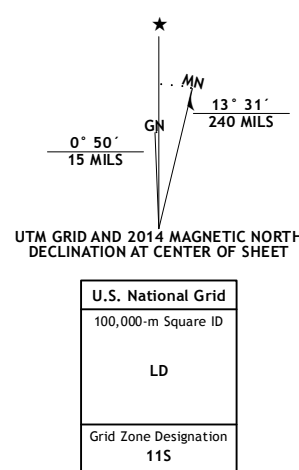 ★
MN
GN
13° 31´
240 MILS
0° 50´
15 MILS
UTM GRID AND 2014 MAGNETIC NORTH
DECLINATION AT CENTER OF SHEET
U.S. National Grid
100,000-m Square ID
LD
Grid Zone Designation
11S